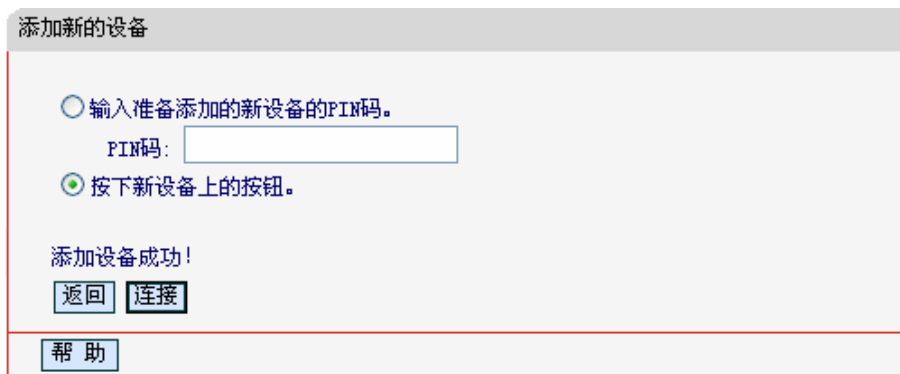 添加新的设备
输入准备添加的新设备的PIN码。
PIN码:
按下新设备上的按钮。
添加设备成功!
返回 连接
帮 助